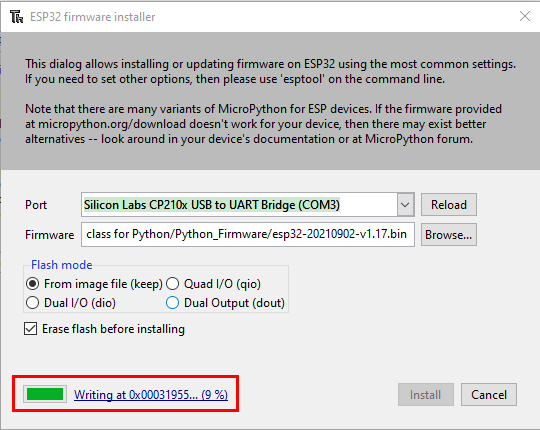 ESP32 firmware installer
This dialog allows installing or updating firmware on ESP32 using the most common settings.
If you need to set other options, then please use 'esptool' on the command line.
Note that there are many variants of MicroPython for ESP devices. If the firmware provided
at micropython.org/download doesn't work for your device, then there may exist better
alternatives -- look around in your device's documentation or at MicroPython forum.
Port Silicon Labs CP210x USB to UART Bridge (COM3) Reload
Firmware class for Python/Python_Firmware/esp32-20210902-v1.17.bin Browse...
Flash mode
From image file (keep) Quad I/O (qio)
Dual I/O (dio) Dual Output (dout)
Erase flash before installing
Writing at 0x00031955... (9 %) Install Cancel